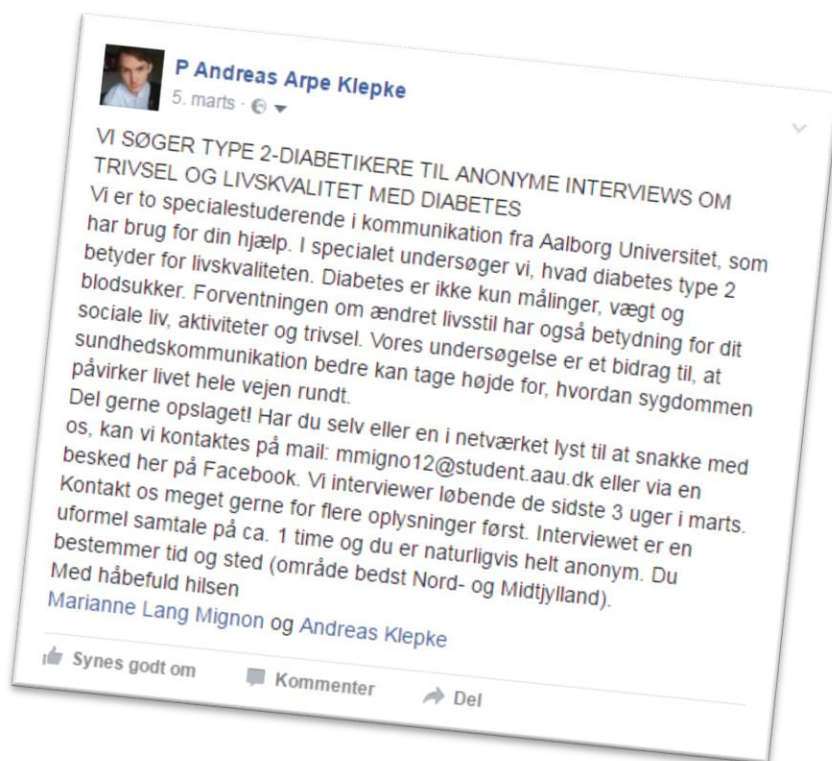 P Andreas Arpe Klepke
5. marts ·
VI SØGER TYPE 2-DIABETIKERE TIL ANONYME INTERVIEWS OM
TRIVSEL OG LIVSKVALITET MED DIABETES
Vi er to specialestuderende i kommunikation fra Aalborg Universitet, som
har brug for din hjælp. I specialet undersøger vi, hvad diabetes type 2
betyder for livskvaliteten. Diabetes er ikke kun målinger, vægt og
blodsukker. Forventningen om ændret livsstil har også betydning for dit
sociale liv, aktiviteter og trivsel. Vores undersøgelse er et bidrag til, at
sundhedskommunikation bedre kan tage højde for, hvordan sygdommen
påvirker livet hele vejen rundt.
Del gerne opslaget! Har du selv eller en i netværket lyst til at snakke med
os, kan vi kontaktes på mail: mmigno12@student.aau.dk eller via en
besked her på Facebook. Vi interviewer løbende de sidste 3 uger i marts.
Kontakt os meget gerne for flere oplysninger først. Interviewet er en
uformel samtale på ca. 1 time og du er naturligvis helt anonym. Du
bestemmer tid og sted (område bedst Nord- og Midtjylland).
Med håbefuld hilsen
Marianne Lang Mignon og Andreas Klepke
Synes godt om Kommenter Del